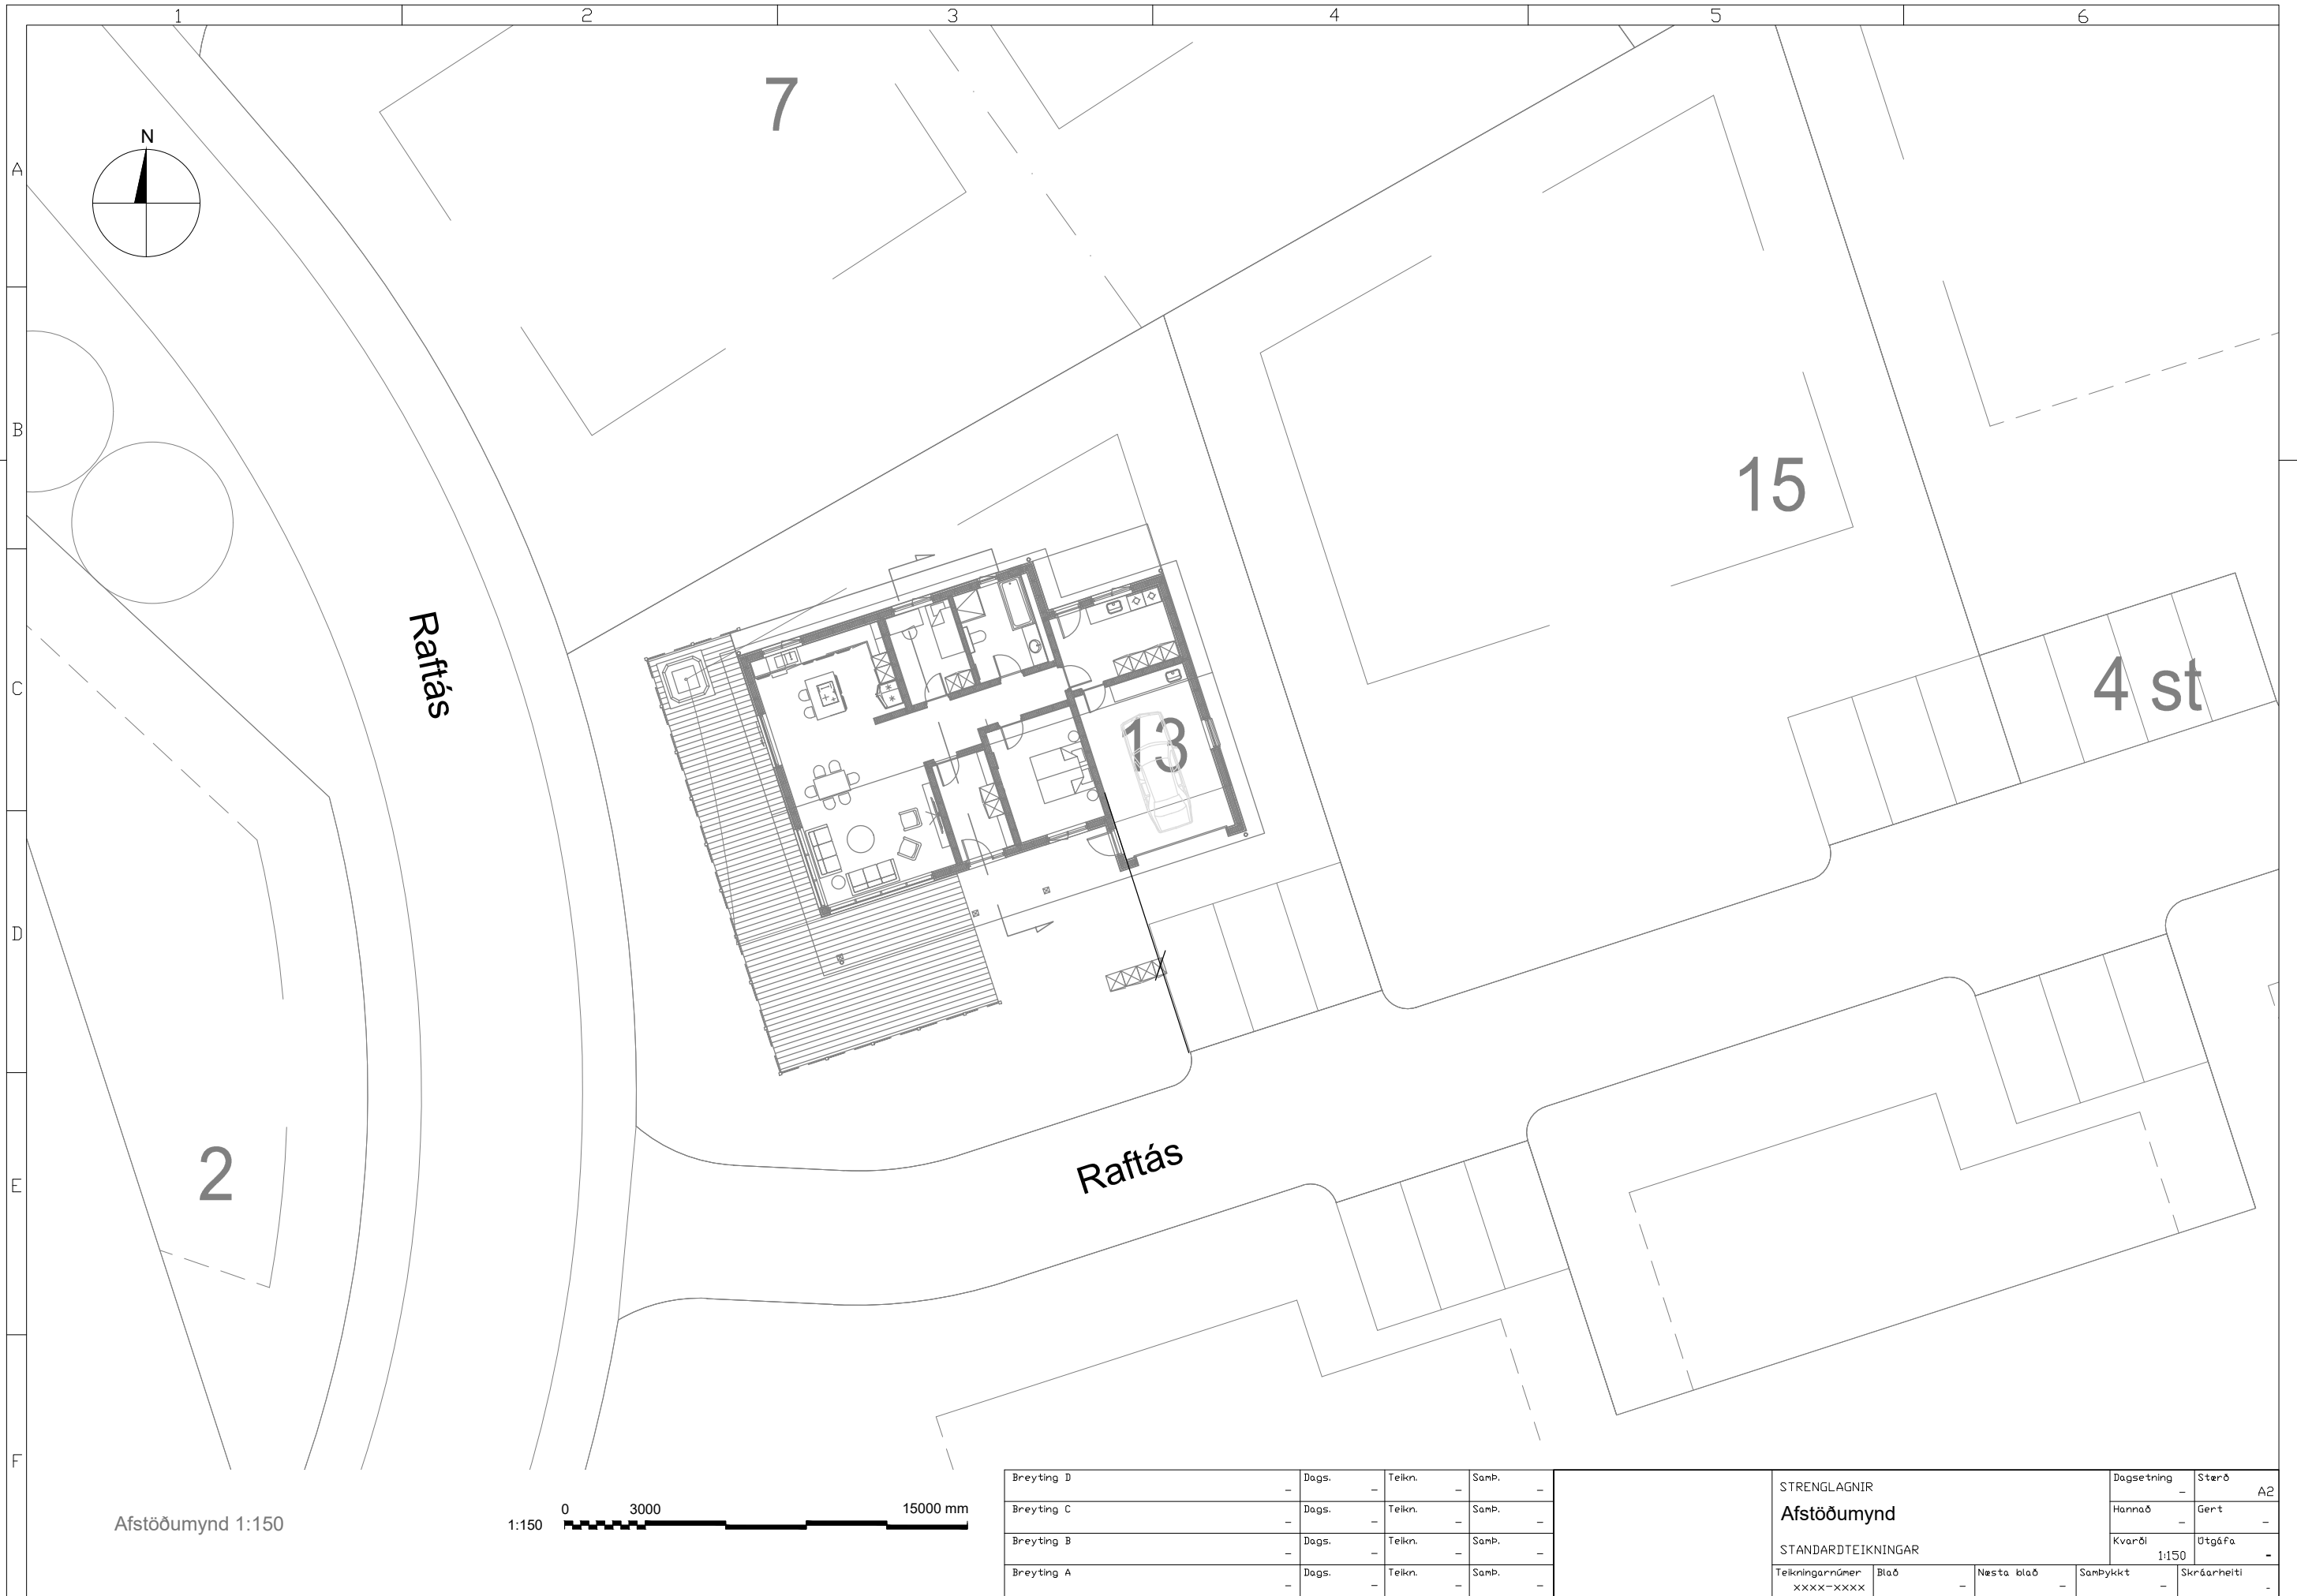 1 2 3 4 5 6
7
N
A
B
15
Raftás
C
4 st
13
D
Raftás
2
E
F
Afstöðumynd 1:150
1:150
0 3000 15000 mm
Breyting D – Dags. – Teikn. – Samþ. –
Breyting C – Dags. – Teikn. – Samþ. –
Breyting B – Dags. – Teikn. – Samþ. –
Breyting A – Dags. – Teikn. – Samþ. –
STRENGLAGNIR
Afstöðumynd
STANDARDTEIKNINGAR
Dagsetning – Stærð A2
Hannað – Gert –
Kvarði 1:150 Útgáfa -
Teikningarnúmer xxxx-xxxx Blað – Næsta blað – Samþykkt – Skráarheiti -